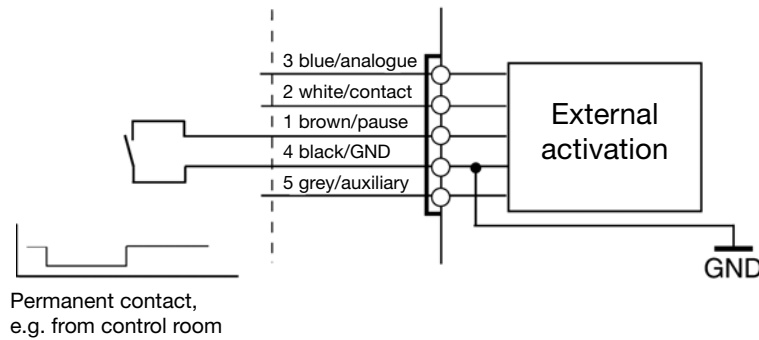 3 blue/analogue
2 white/contact
1 brown/pause
4 black/GND
5 grey/auxiliary
External
activation
GND
Permanent contact,
e.g. from control room